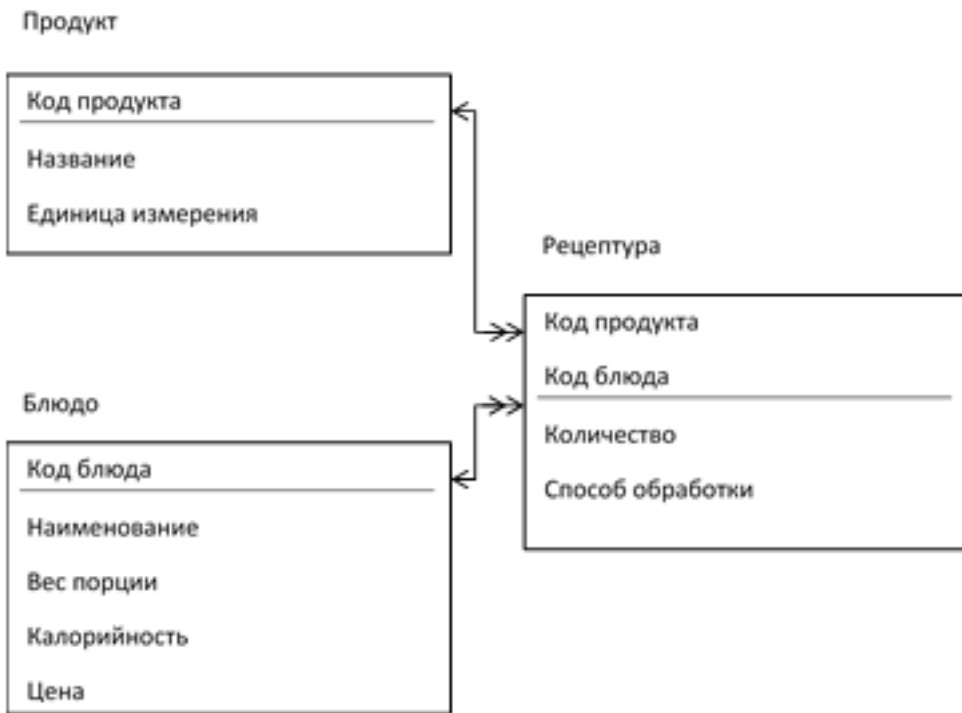 Продукт
Код продукта
Название
Единица измерения
Рецептура
Код продукта
Код блюда
Количество
Способ обработки
Блюдо
Код блюда
Наименование
Вес порции
Калорийность
Цена